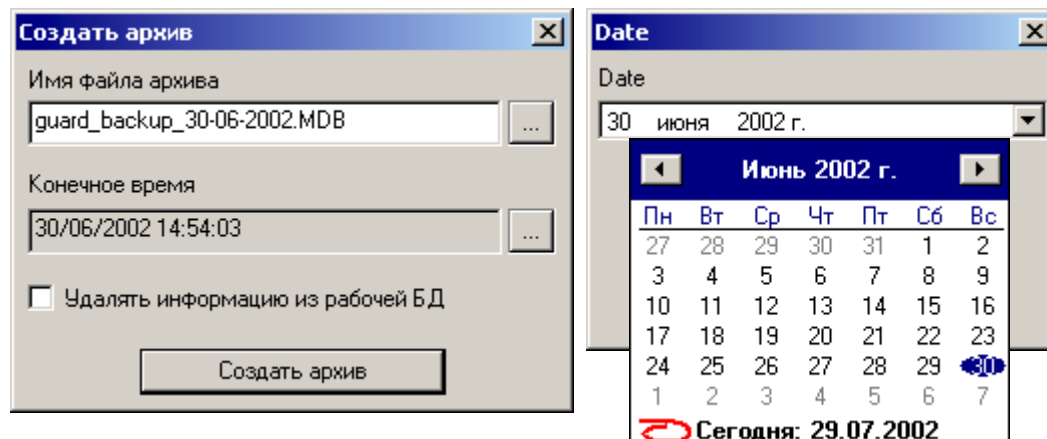 Создать архив
Имя файла архива
guard_backup_30-06-2002.MDB
...
Конечное время
30/06/2002 14:54:03
...
Удалять информацию из рабочей БД
Создать архив
Date
Date
30 июня 2002 г.
Июнь 2002 г.
Пн Вт Ср Чт Пт Сб Вс
27 28 29 30 31 1 2
3 4 5 6 7 8 9
10 11 12 13 14 15 16
17 18 19 20 21 22 23
24 25 26 27 28 29 30
1 2 3 4 5 6 7
Сегодня: 29.07.2002